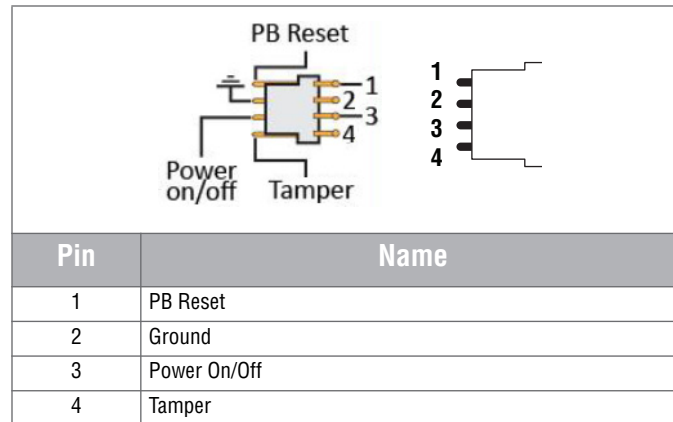 PB Reset
1
2
3
4
Power
on/off
Tamper
1
2
3
4
Pin Name
1 PB Reset
2 Ground
3 Power On/Off
4 Tamper